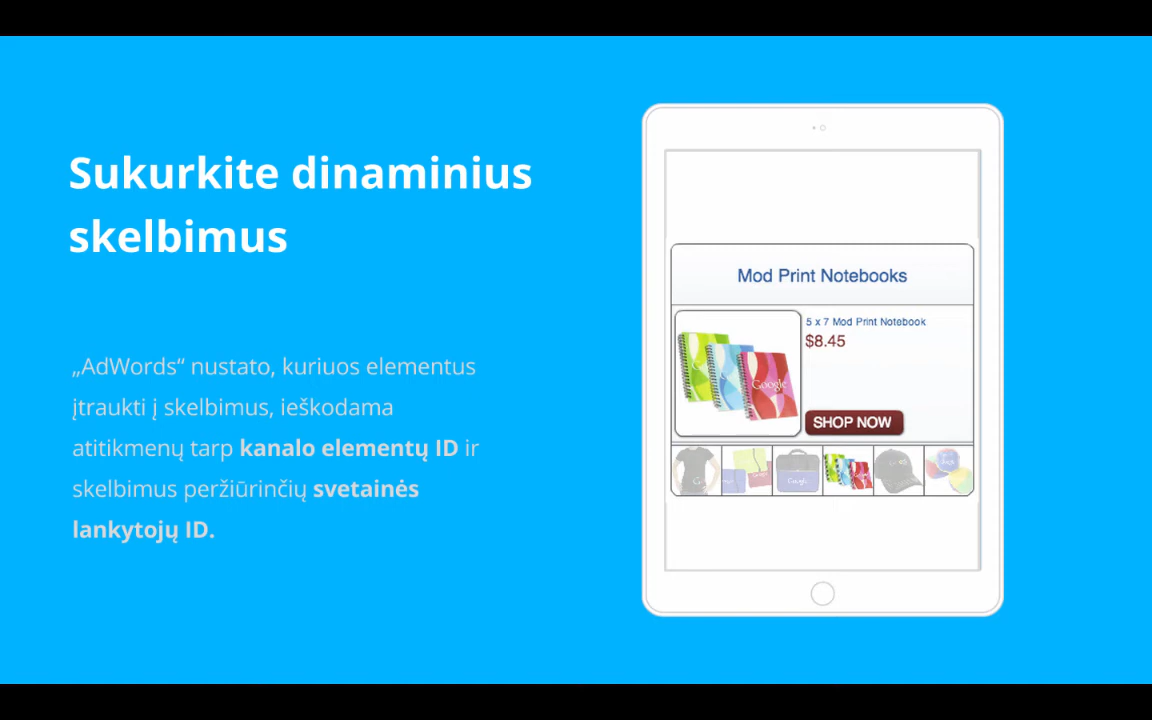 Sukurkite dinaminius
skelbimus
„AdWords“ nustato, kuriuos elementus
įtraukti į skelbimus, ieškodama
atitikmenų tarp kanalo elementų ID ir
skelbimus peržiūrinčių svetainės
lankytojų ID.
Mod Print Notebooks
5 x 7 Mod Print Notebook
$8.45
Google
SHOP NOW